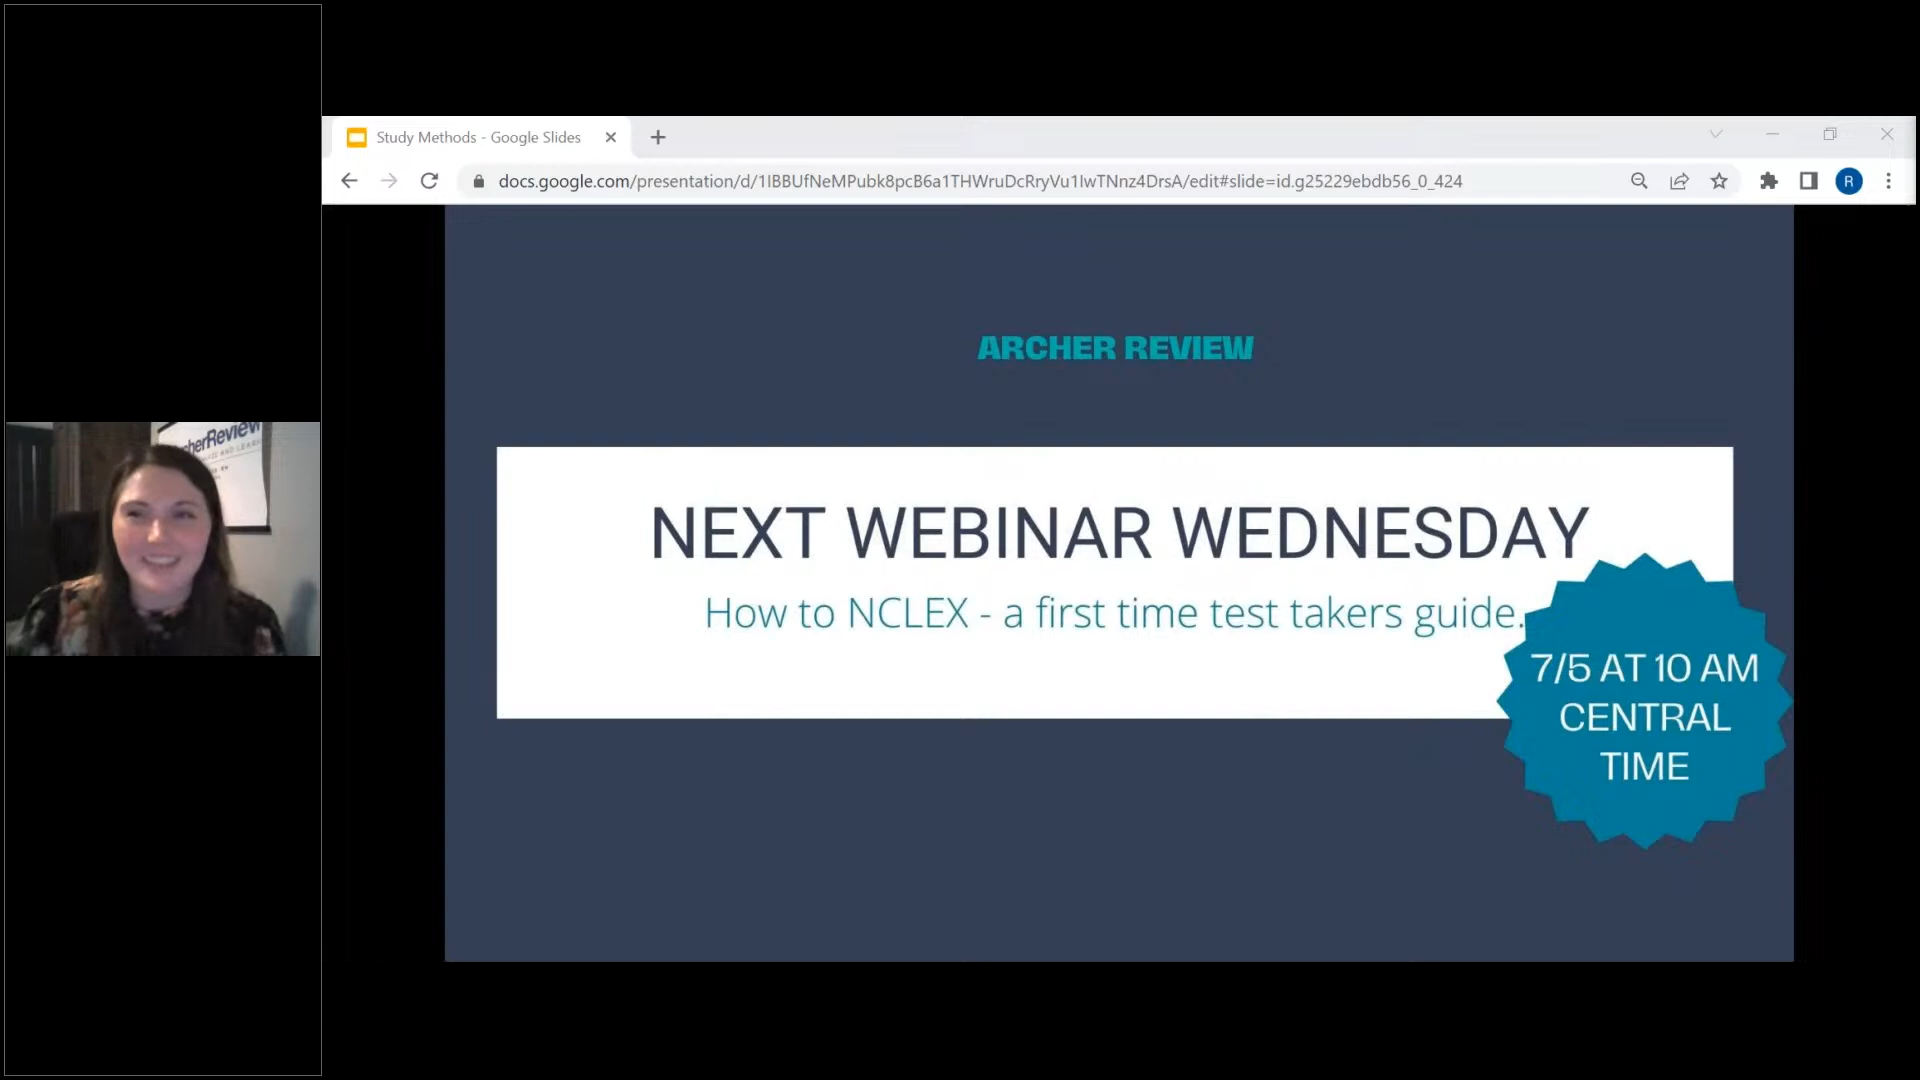 Study Methods - Google Slides
docs.google.com/presentation/d/1IBBUfNeMPubk8pcB6a1THWruDcRryVu1IwTNnz4DrsA/edit#slide=id.g25229ebdb56_0_424
R
ARCHER REVIEW
NEXT WEBINAR WEDNESDAY
How to NCLEX - a first time test takers guide.
7/5 AT 10 AM
CENTRAL
TIME
cherReview